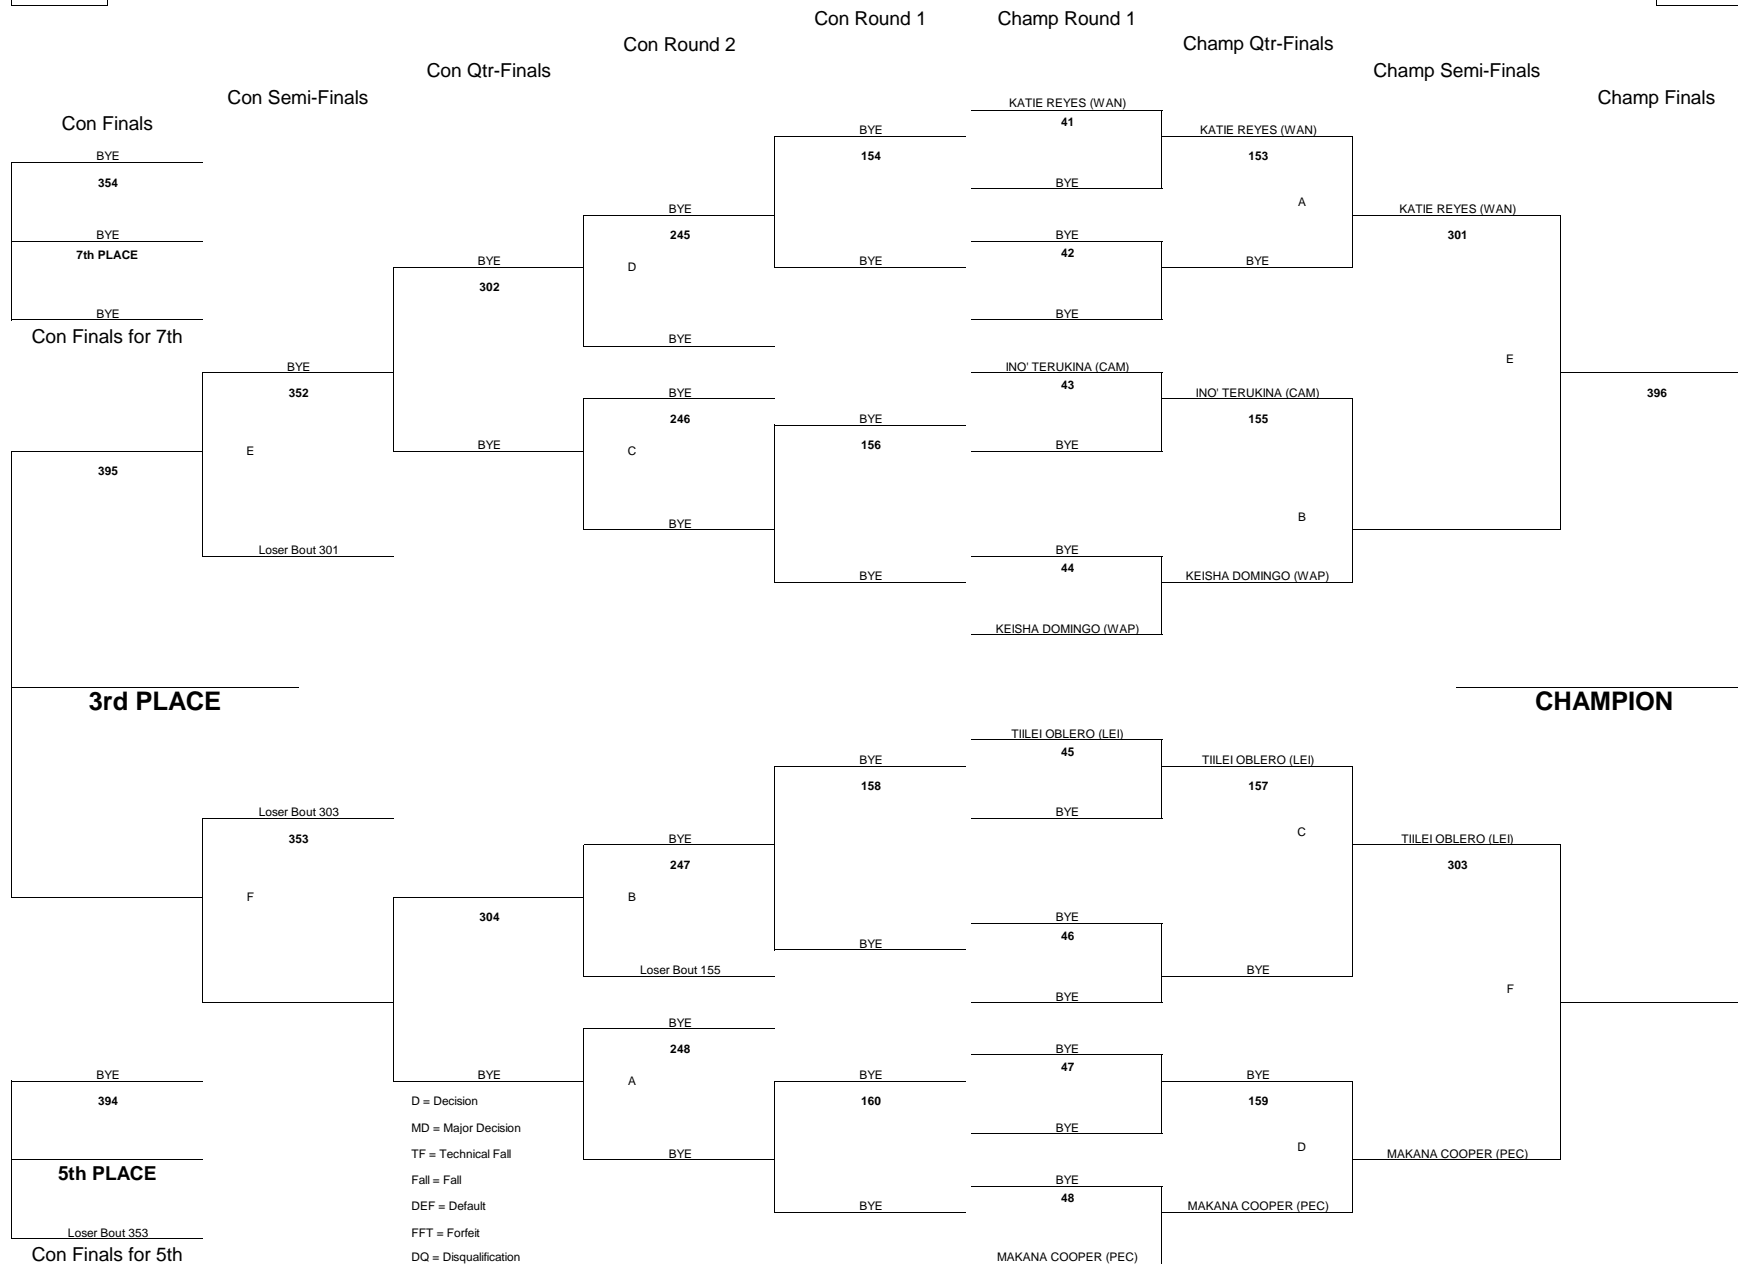 Con Round 1
Champ Round 1
Con Round 2
Champ Qtr-Finals
Con Qtr-Finals
Champ Semi-Finals
Con Semi-Finals
Champ Finals
Con Finals
KATIE REYES (WAN)
41
BYE
KATIE REYES (WAN)
BYE
354
154
153
BYE
A
BYE
KATIE REYES (WAN)
BYE
245
BYE
301
7th PLACE
42
BYE
D
BYE
BYE
302
BYE
BYE
Con Finals for 7th
BYE
E
BYE
INO' TERUKINA (CAM)
352
43
396
BYE
INO' TERUKINA (CAM)
246
BYE
155
E
BYE
C
156
BYE
395
B
BYE
Loser Bout 301
BYE
44
BYE
KEISHA DOMINGO (WAP)
KEISHA DOMINGO (WAP)
3rd PLACE
CHAMPION
TIILEI OBLERO (LEI)
45
BYE
TIILEI OBLERO (LEI)
158
157
Loser Bout 303
BYE
C
353
BYE
TIILEI OBLERO (LEI)
247
303
F
B
304
BYE
46
BYE
Loser Bout 155
BYE
F
BYE
BYE
248
BYE
47
BYE
BYE
A
BYE
BYE
394
D = Decision
160
159
MD = Major Decision
BYE
D
TF = Technical Fall
BYE
MAKANA COOPER (PEC)
5th PLACE
Fall = Fall
BYE
48
DEF = Default
BYE
MAKANA COOPER (PEC)
Loser Bout 353
FFT = Forfeit
Con Finals for 5th
DQ = Disqualification
MAKANA COOPER (PEC)